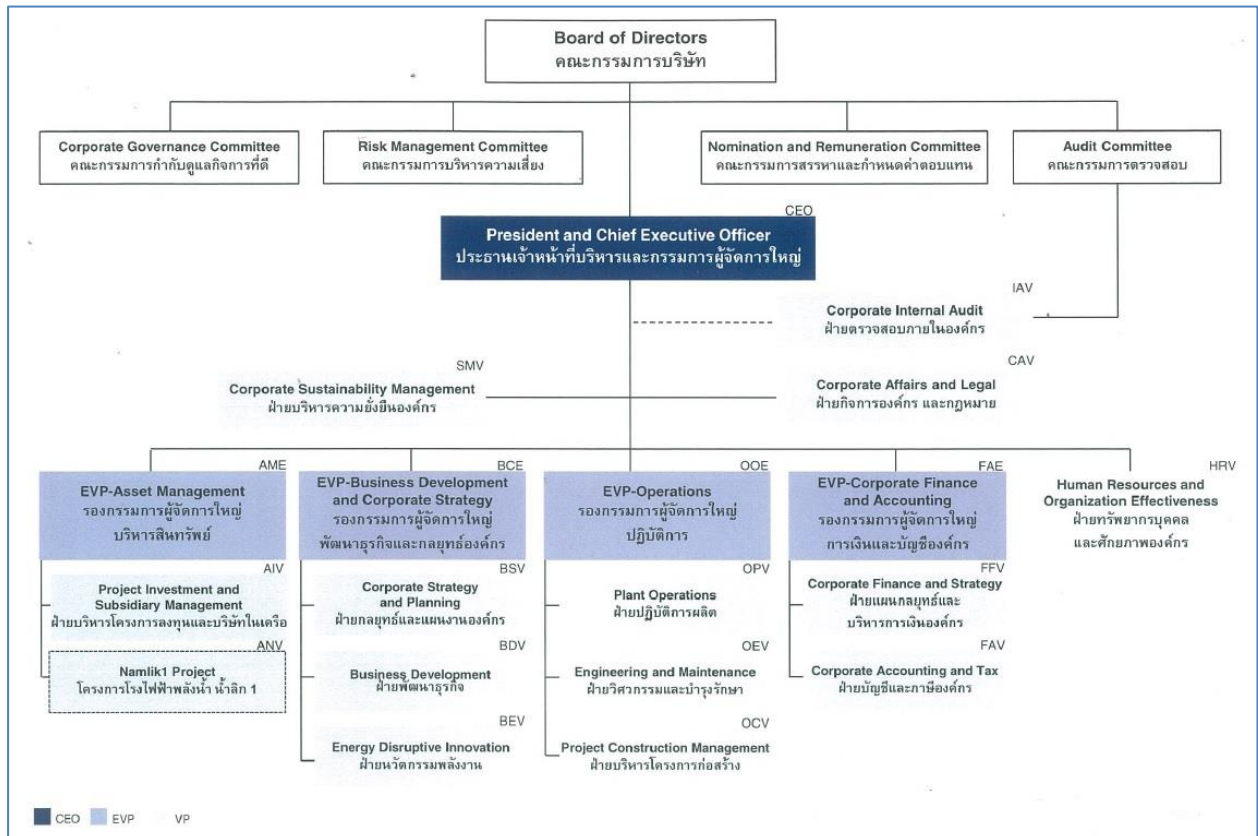 Board of Directors
คณะกรรมการบริษัท
Corporate Governance Committee
คณะกรรมการกำกับดูแลกิจการที่ดี
Risk Management Committee
คณะกรรมการบริหารความเสี่ยง
Nomination and Remuneration Committee
คณะกรรมการสรรหาและกำหนดค่าตอบแทน
Audit Committee
คณะกรรมการตรวจสอบ
CEO
President and Chief Executive Officer
ประธานเจ้าหน้าที่บริหารและกรรมการผู้จัดการใหญ่
IAV
Corporate Internal Audit
ฝ่ายตรวจสอบภายในองค์กร
SMV
Corporate Sustainability Management
ฝ่ายบริหารความยั่งยืนองค์กร
CAV
Corporate Affairs and Legal
ฝ่ายกิจการองค์กร และกฎหมาย
AME
EVP-Asset Management
รองกรรมการผู้จัดการใหญ่
บริหารสินทรัพย์
BCE
EVP-Business Development
and Corporate Strategy
รองกรรมการผู้จัดการใหญ่
พัฒนาธุรกิจและกลยุทธ์องค์กร
OOE
EVP-Operations
รองกรรมการผู้จัดการใหญ่
ปฏิบัติการ
FAE
EVP-Corporate Finance
and Accounting
รองกรรมการผู้จัดการใหญ่
การเงินและบัญชีองค์กร
HRV
Human Resources and
Organization Effectiveness
ฝ่ายทรัพยากรบุคคล
และศักยภาพองค์กร
AIV
Project Investment and
Subsidiary Management
ฝ่ายบริหารโครงการลงทุนและบริษัทในเครือ
ANV
Namlik1 Project
โครงการโรงไฟฟ้าพลังน้ำ น้ำลิก 1
BSV
Corporate Strategy
and Planning
ฝ่ายกลยุทธ์และแผนงานองค์กร
BDV
Business Development
ฝ่ายพัฒนาธุรกิจ
BEV
Energy Disruptive Innovation
ฝ่ายนวัตกรรมพลังงาน
OPV
Plant Operations
ฝ่ายปฏิบัติการผลิต
OEV
Engineering and Maintenance
ฝ่ายวิศวกรรมและบำรุงรักษา
OCV
Project Construction Management
ฝ่ายบริหารโครงการก่อสร้าง
FFV
Corporate Finance and Strategy
ฝ่ายแผนกลยุทธ์และ
บริหารการเงินองค์กร
FAV
Corporate Accounting and Tax
ฝ่ายบัญชีและภาษีองค์กร
CEO EVP VP